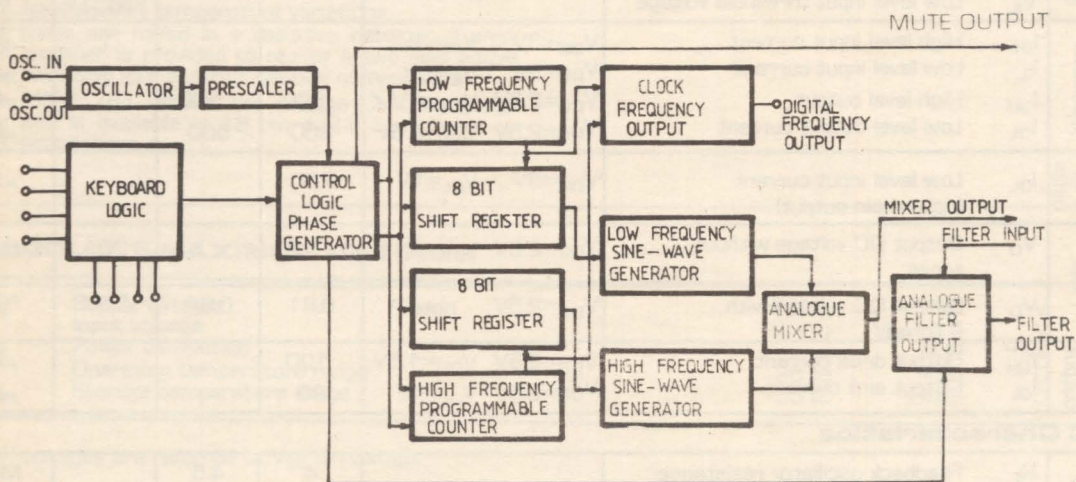 MUTE OUTPUT
OSC. IN
OSC.OUT
OSCILLATOR
PRESCALER
LOW FREQUENCY
PROGRAMMABLE
COUNTER
CLOCK
FREQUENCY
OUTPUT
DIGITAL
FREQUENCY
OUTPUT
KEYBOARD
LOGIC
CONTROL
LOGIC
PHASE
GENERATOR
8 BIT
SHIFT REGISTER
LOW FREQUENCY
SINE-WAVE
GENERATOR
MIXER OUTPUT
FILTER INPUT
8 BIT
SHIFT REGISTER
ANALOGUE
MIXER
ANALOGUE
FILTER
OUTPUT
FILTER
OUTPUT
HIGH FREQUENCY
PROGRAMMABLE
COUNTER
HIGH FREQUENCY
SINE-WAVE
GENERATOR